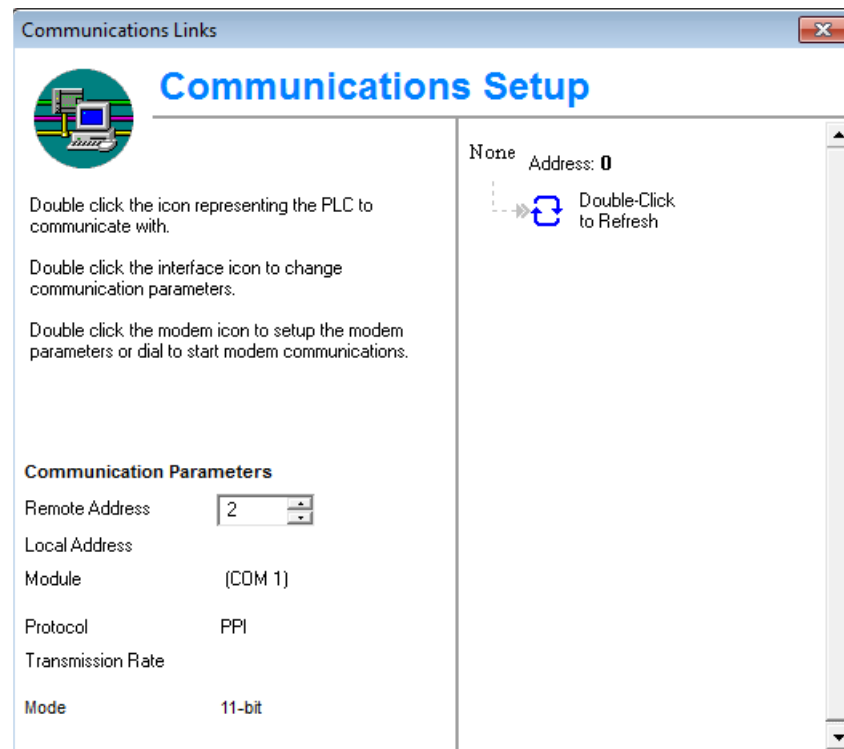 Communications Links
Communications Setup
Double click the icon representing the PLC to
communicate with.
Double click the interface icon to change
communication parameters.
Double click the modem icon to setup the modem
parameters or dial to start modem communications.
Communication Parameters
Remote Address 2
Local Address
Module (COM 1)
Protocol PPI
Transmission Rate
Mode 11-bit
None Address: 0
Double-Click
to Refresh